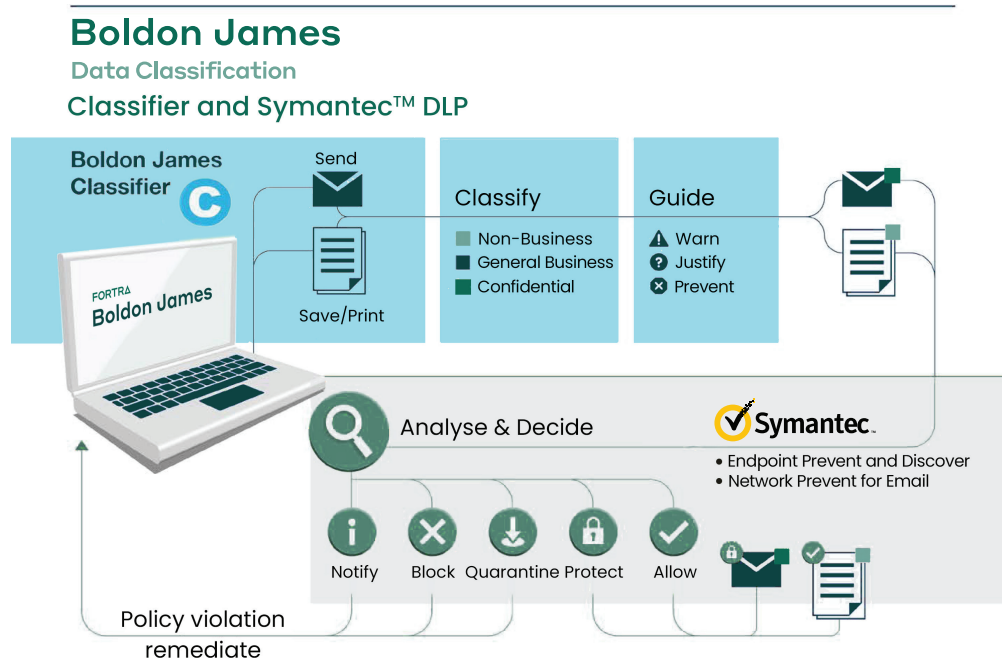 Boldon James
Data Classification
Classifier and Symantec™ DLP
Boldon James
Classifier
C
Send
Save/Print
FORTRA
Boldon James
Classify
Non-Business
General Business
Confidential
Guide
Warn
Justify
Prevent
Analyse & Decide
Symantec™
• Endpoint Prevent and Discover
• Network Prevent for Email
Notify
Block
Quarantine
Protect
Allow
Policy violation
remediate